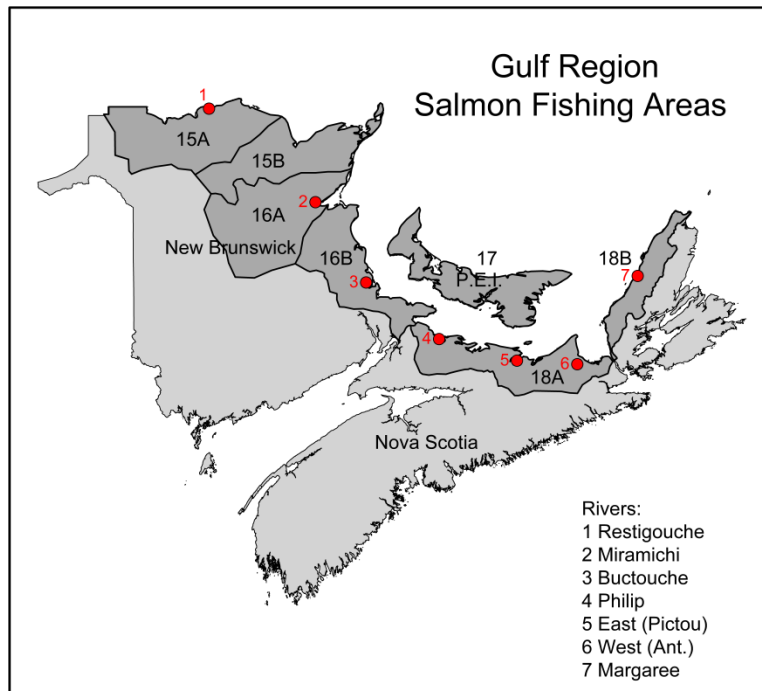 Gulf Region
Salmon Fishing Areas
1
15A
15B
2
16A
New Brunswick
16B
17
P.E.I.
18B
7
3
4
5
6
18A
Nova Scotia
Rivers:
1 Restigouche
2 Miramichi
3 Buctouche
4 Philip
5 East (Pictou)
6 West (Ant.)
7 Margaree